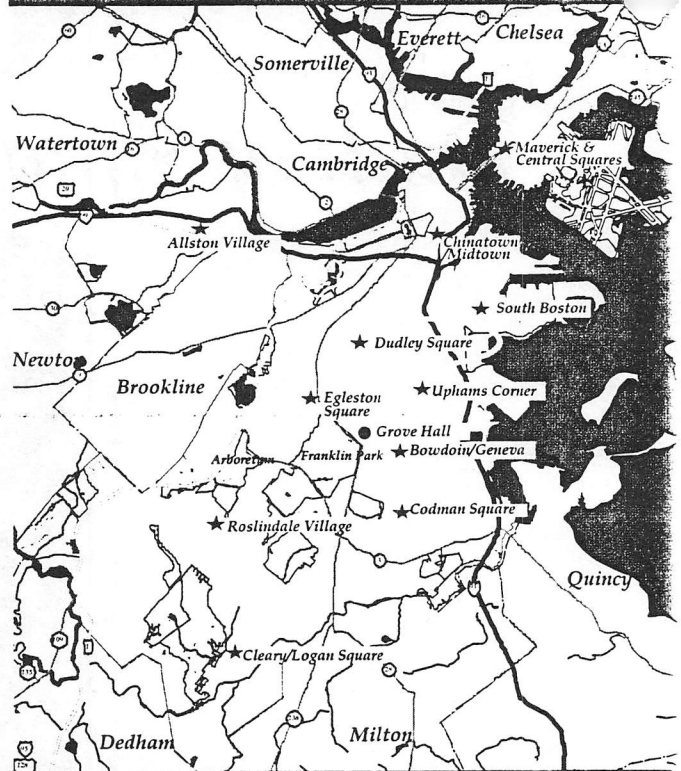 Chelsea
Everett
Somerville
Watertown
Cambridge
Maverick &
Central Squares
Allston Village
Chinatown
Midtown
South Boston
Dudley Square
Newto
Brookline
Egleston
Square
Uphams Corner
Grove Hall
Arboretum
Franklin Park
Bowdoin/Geneva
Codman Square
Roslindale Village
Quincy
Cleary/Logan Square
Dedham
Milton